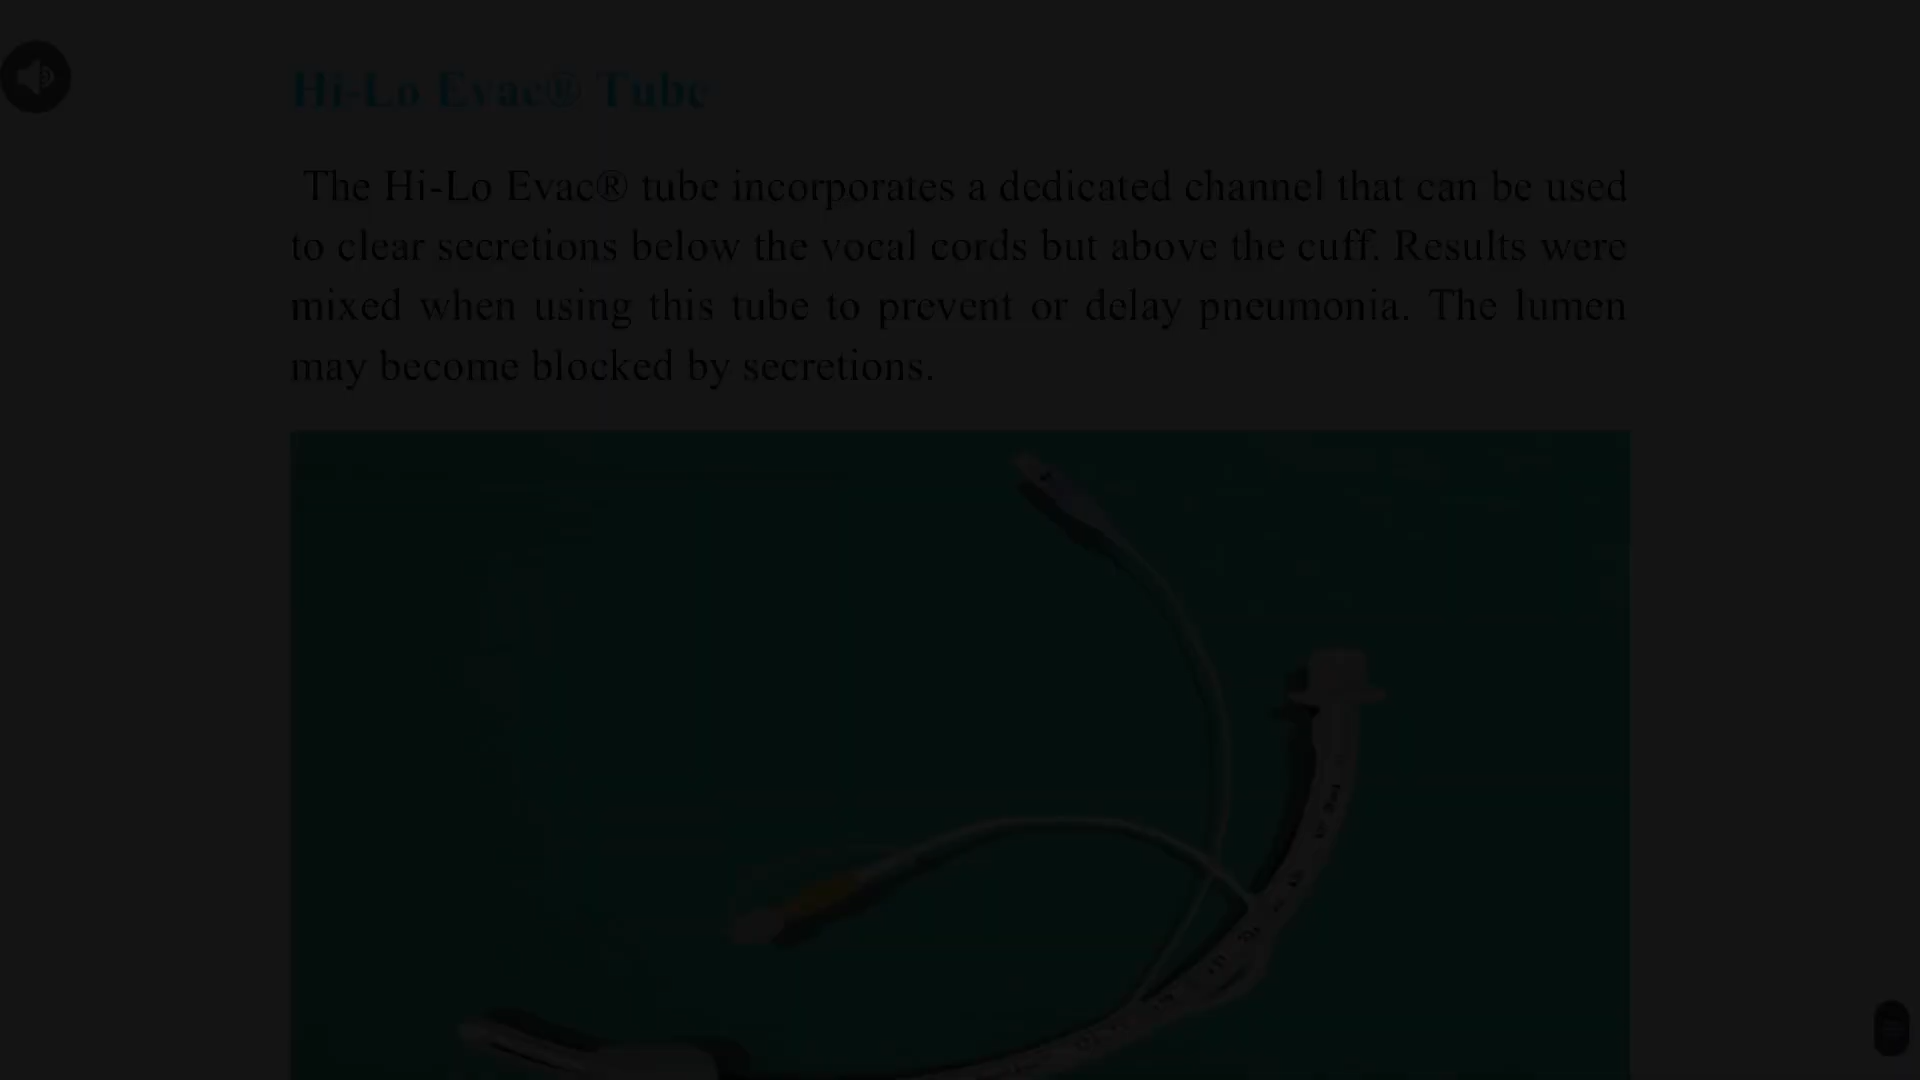 Hi-Lo Evac® Tube
The Hi-Lo Evac® tube incorporates a dedicated channel that can be used
to clear secretions below the vocal cords but above the cuff. Results were
mixed when using this tube to prevent or delay pneumonia. The lumen
may become blocked by secretions.